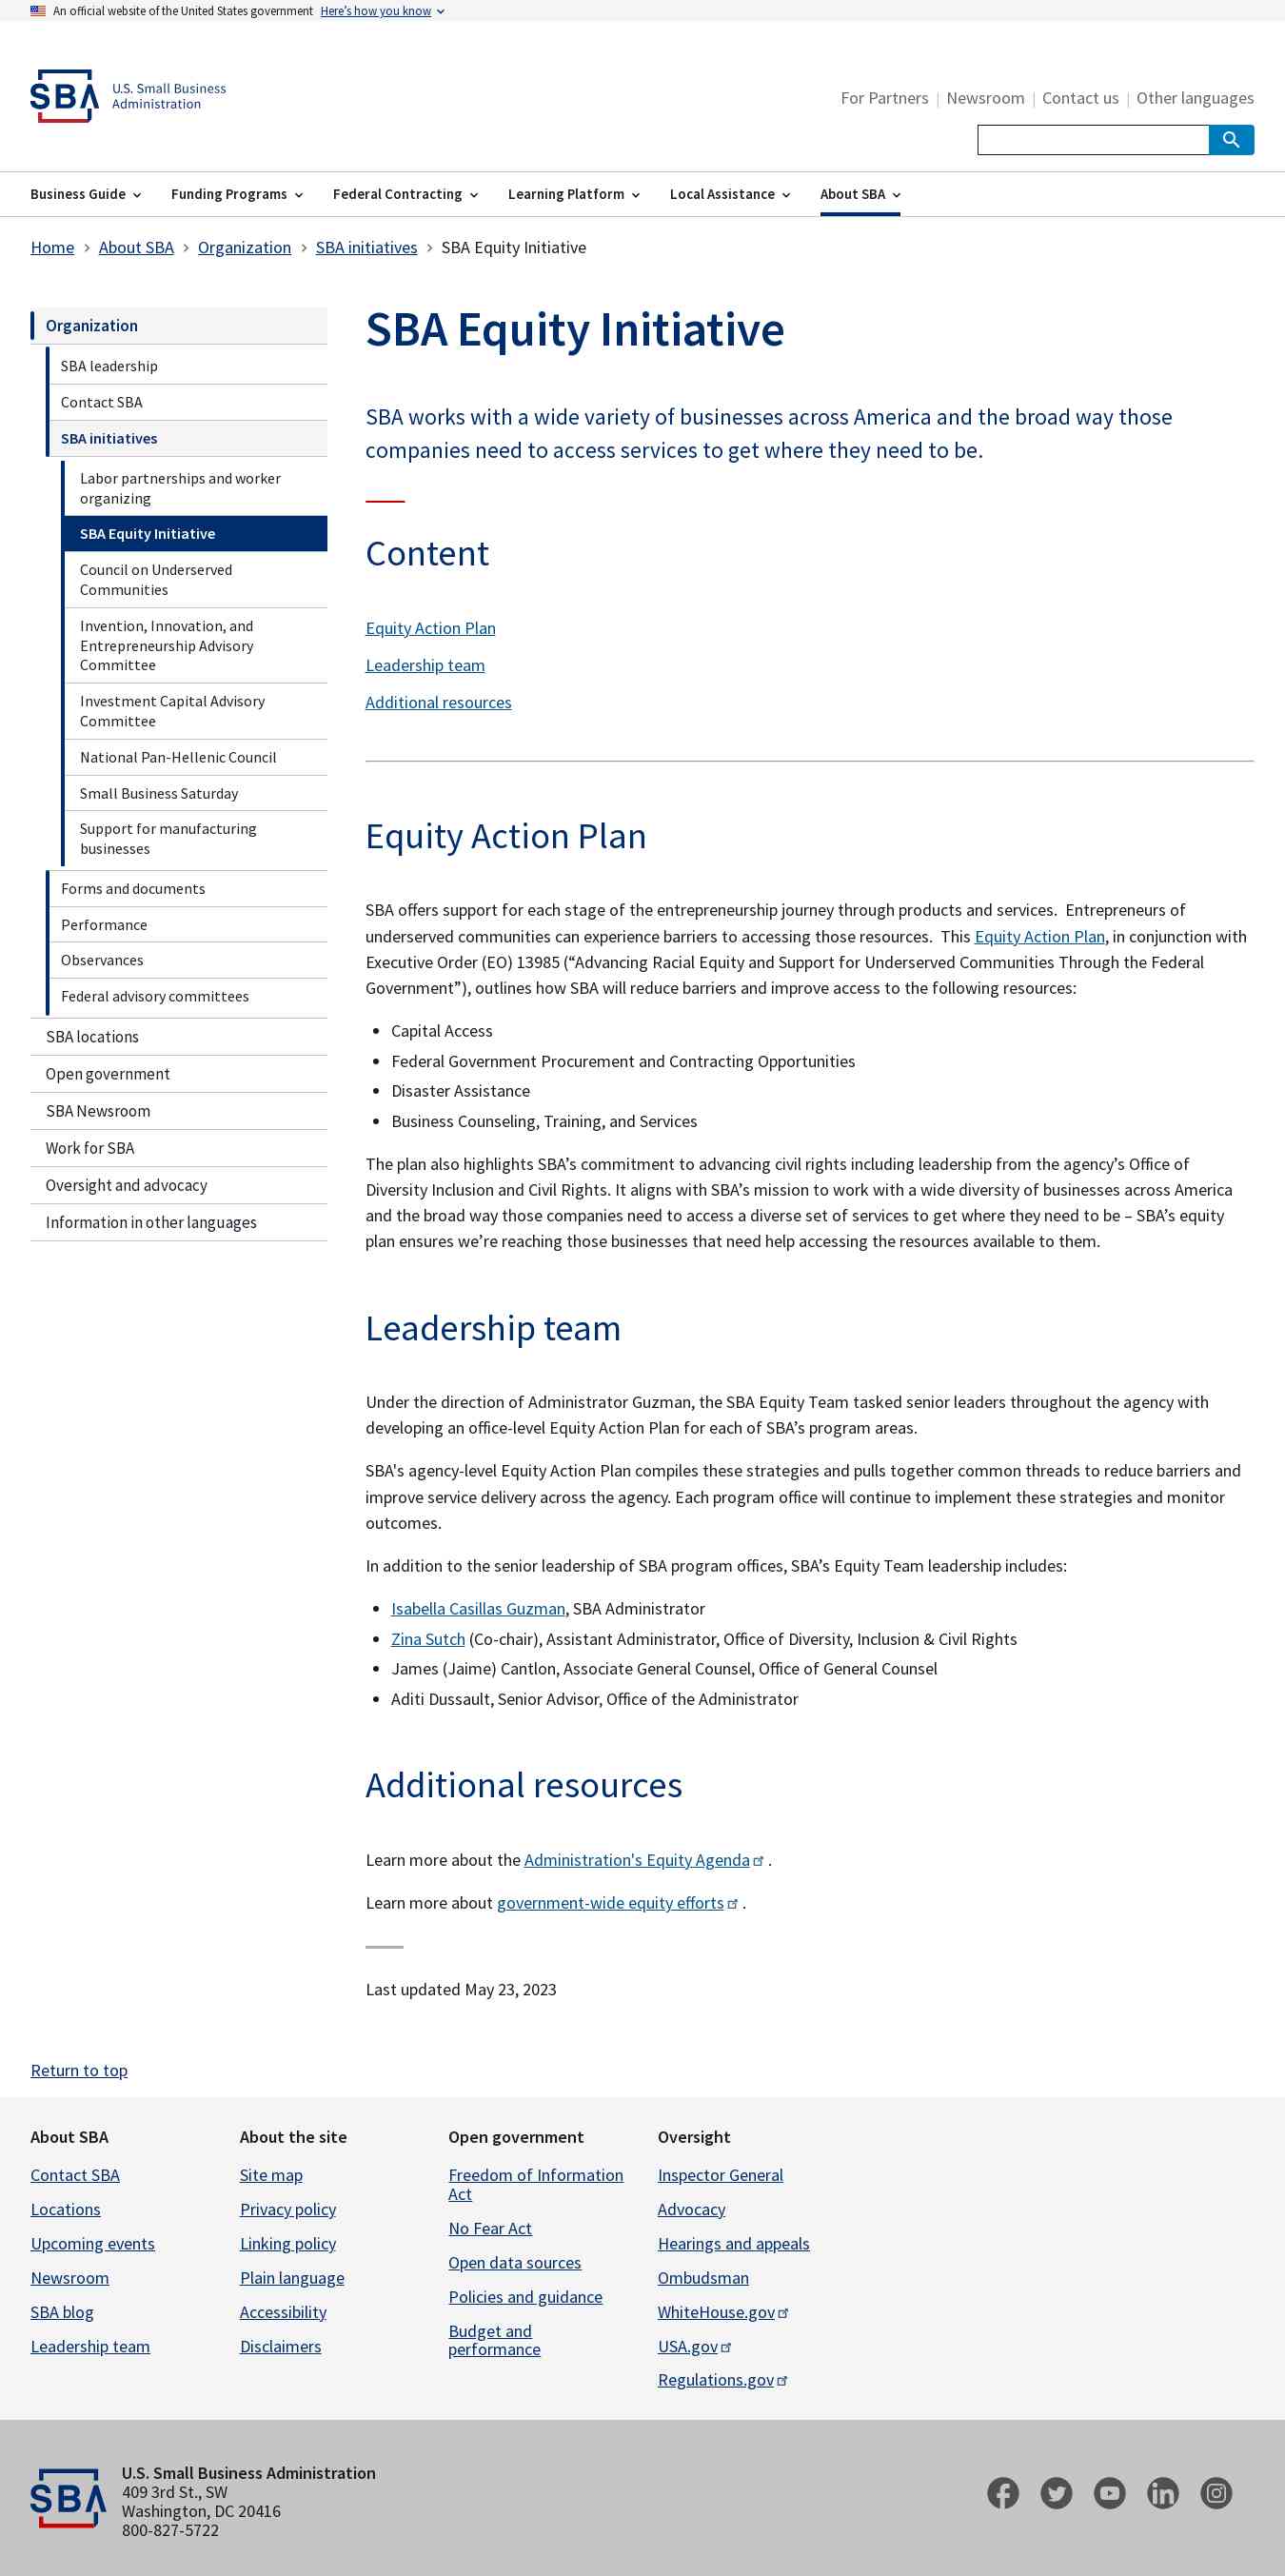 An official website of the United States government Here's how you know
SBA U.S. Small Business
Administration
For Partners | Newsroom | Contact us | Other languages
Business Guide Funding Programs Federal Contracting Learning Platform Local Assistance About SBA
Home > About SBA > Organization > SBA initiatives > SBA Equity Initiative
Organization
SBA leadership
Contact SBA
SBA initiatives
Labor partnerships and worker
organizing
SBA Equity Initiative
Council on Underserved
Communities
Invention, Innovation, and
Entrepreneurship Advisory
Committee
Investment Capital Advisory
Committee
National Pan-Hellenic Council
Small Business Saturday
Support for manufacturing
businesses
Forms and documents
Performance
Observances
Federal advisory committees
SBA locations
Open government
SBA Newsroom
Work for SBA
Oversight and advocacy
Information in other languages
SBA Equity Initiative
SBA works with a wide variety of businesses across America and the broad way those
companies need to access services to get where they need to be.
Content
Equity Action Plan
Leadership team
Additional resources
Equity Action Plan
SBA offers support for each stage of the entrepreneurship journey through products and services.  Entrepreneurs of
underserved communities can experience barriers to accessing those resources.  This Equity Action Plan, in conjunction with
Executive Order (EO) 13985 (“Advancing Racial Equity and Support for Underserved Communities Through the Federal
Government”), outlines how SBA will reduce barriers and improve access to the following resources:
• Capital Access
• Federal Government Procurement and Contracting Opportunities
• Disaster Assistance
• Business Counseling, Training, and Services
The plan also highlights SBA’s commitment to advancing civil rights including leadership from the agency’s Office of
Diversity Inclusion and Civil Rights. It aligns with SBA’s mission to work with a wide diversity of businesses across America
and the broad way those companies need to access a diverse set of services to get where they need to be – SBA’s equity
plan ensures we’re reaching those businesses that need help accessing the resources available to them.
Leadership team
Under the direction of Administrator Guzman, the SBA Equity Team tasked senior leaders throughout the agency with
developing an office-level Equity Action Plan for each of SBA’s program areas.
SBA's agency-level Equity Action Plan compiles these strategies and pulls together common threads to reduce barriers and
improve service delivery across the agency. Each program office will continue to implement these strategies and monitor
outcomes.
In addition to the senior leadership of SBA program offices, SBA’s Equity Team leadership includes:
• Isabella Casillas Guzman, SBA Administrator
• Zina Sutch (Co-chair), Assistant Administrator, Office of Diversity, Inclusion & Civil Rights
• James (Jaime) Cantlon, Associate General Counsel, Office of General Counsel
• Aditi Dussault, Senior Advisor, Office of the Administrator
Additional resources
Learn more about the Administration's Equity Agenda .
Learn more about government-wide equity efforts .
Last updated May 23, 2023
Return to top
About SBA
Contact SBA
Locations
Upcoming events
Newsroom
SBA blog
Leadership team
About the site
Site map
Privacy policy
Linking policy
Plain language
Accessibility
Disclaimers
Open government
Freedom of Information
Act
No Fear Act
Open data sources
Policies and guidance
Budget and
performance
Oversight
Inspector General
Advocacy
Hearings and appeals
Ombudsman
WhiteHouse.gov
USA.gov
Regulations.gov
SBA
U.S. Small Business Administration
409 3rd St., SW
Washington, DC 20416
800-827-5722